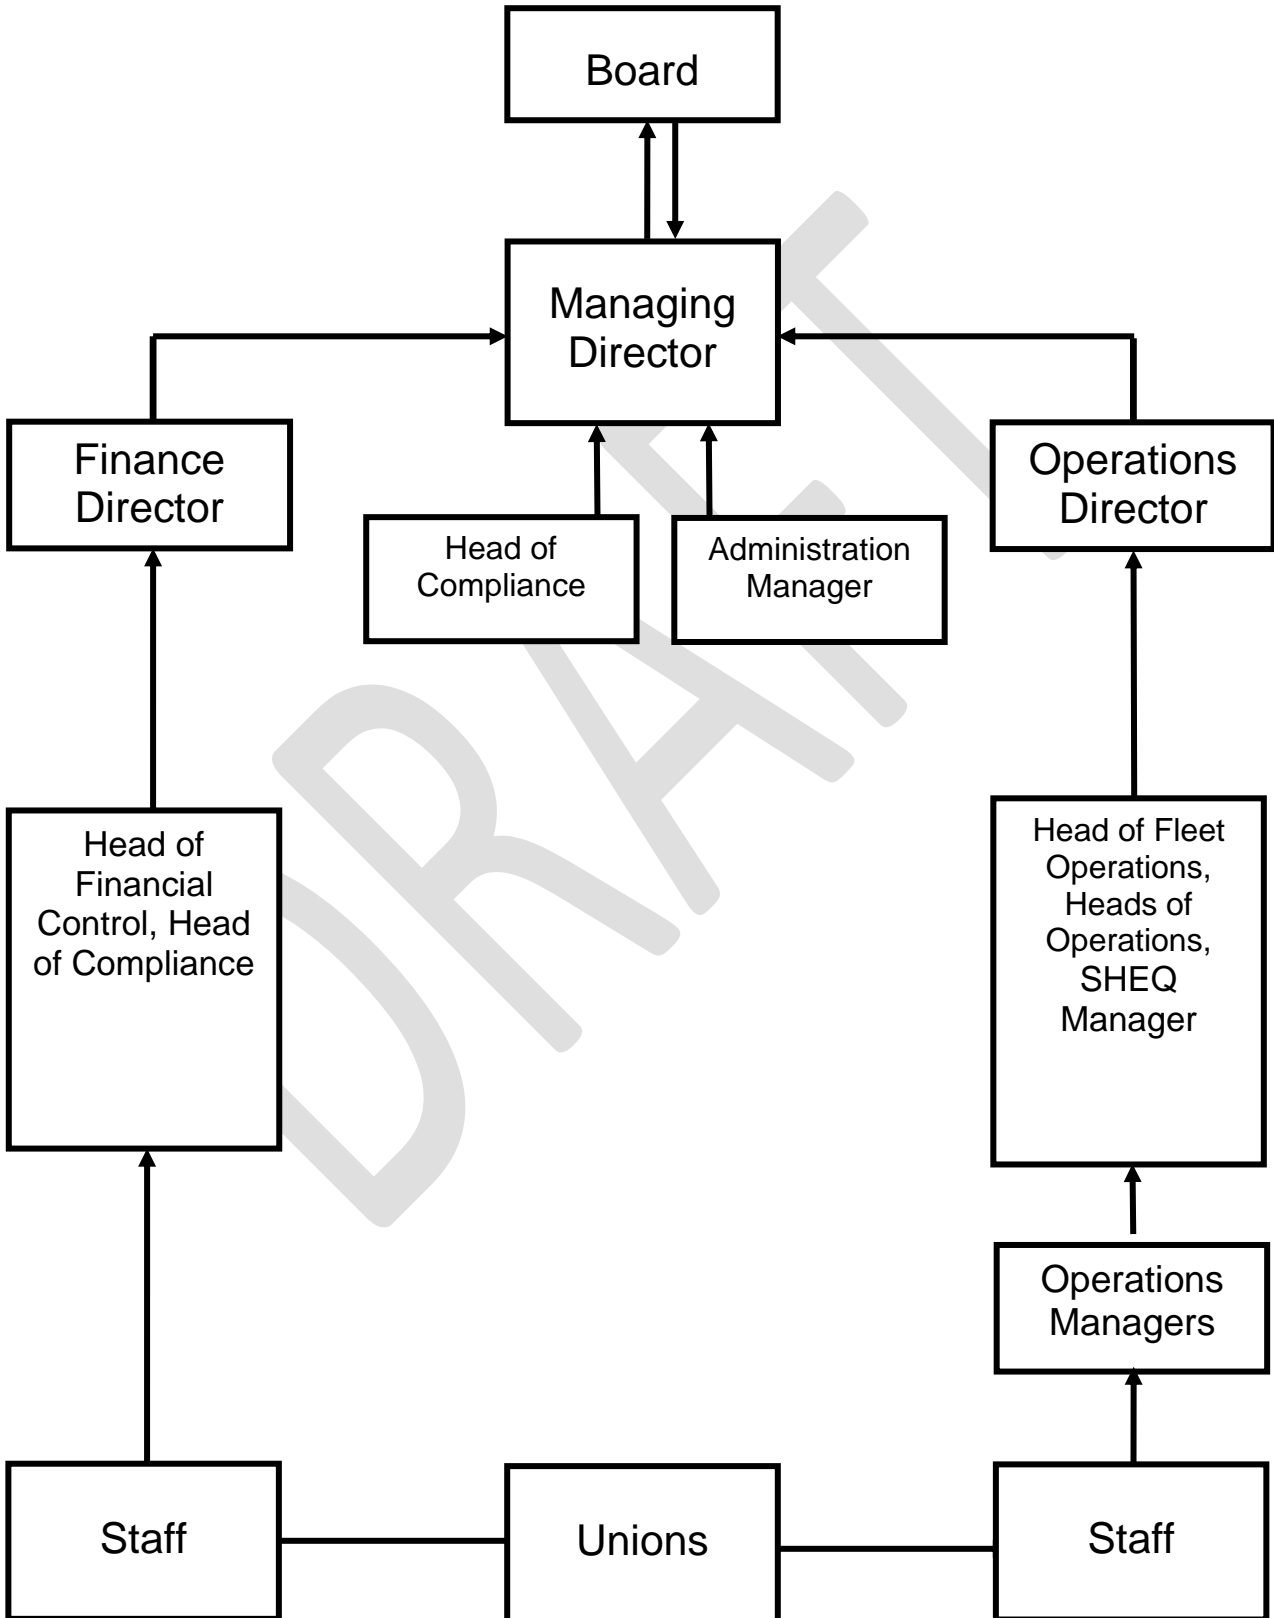 Board
Managing
Director
Finance
Director
Operations
Director
Head of
Compliance
Administration
Manager
Head of
Financial
Control, Head
of Compliance
Head of Fleet
Operations,
Heads of
Operations,
SHEQ
Manager
Operations
Managers
Staff
Unions
Staff
DRAFT